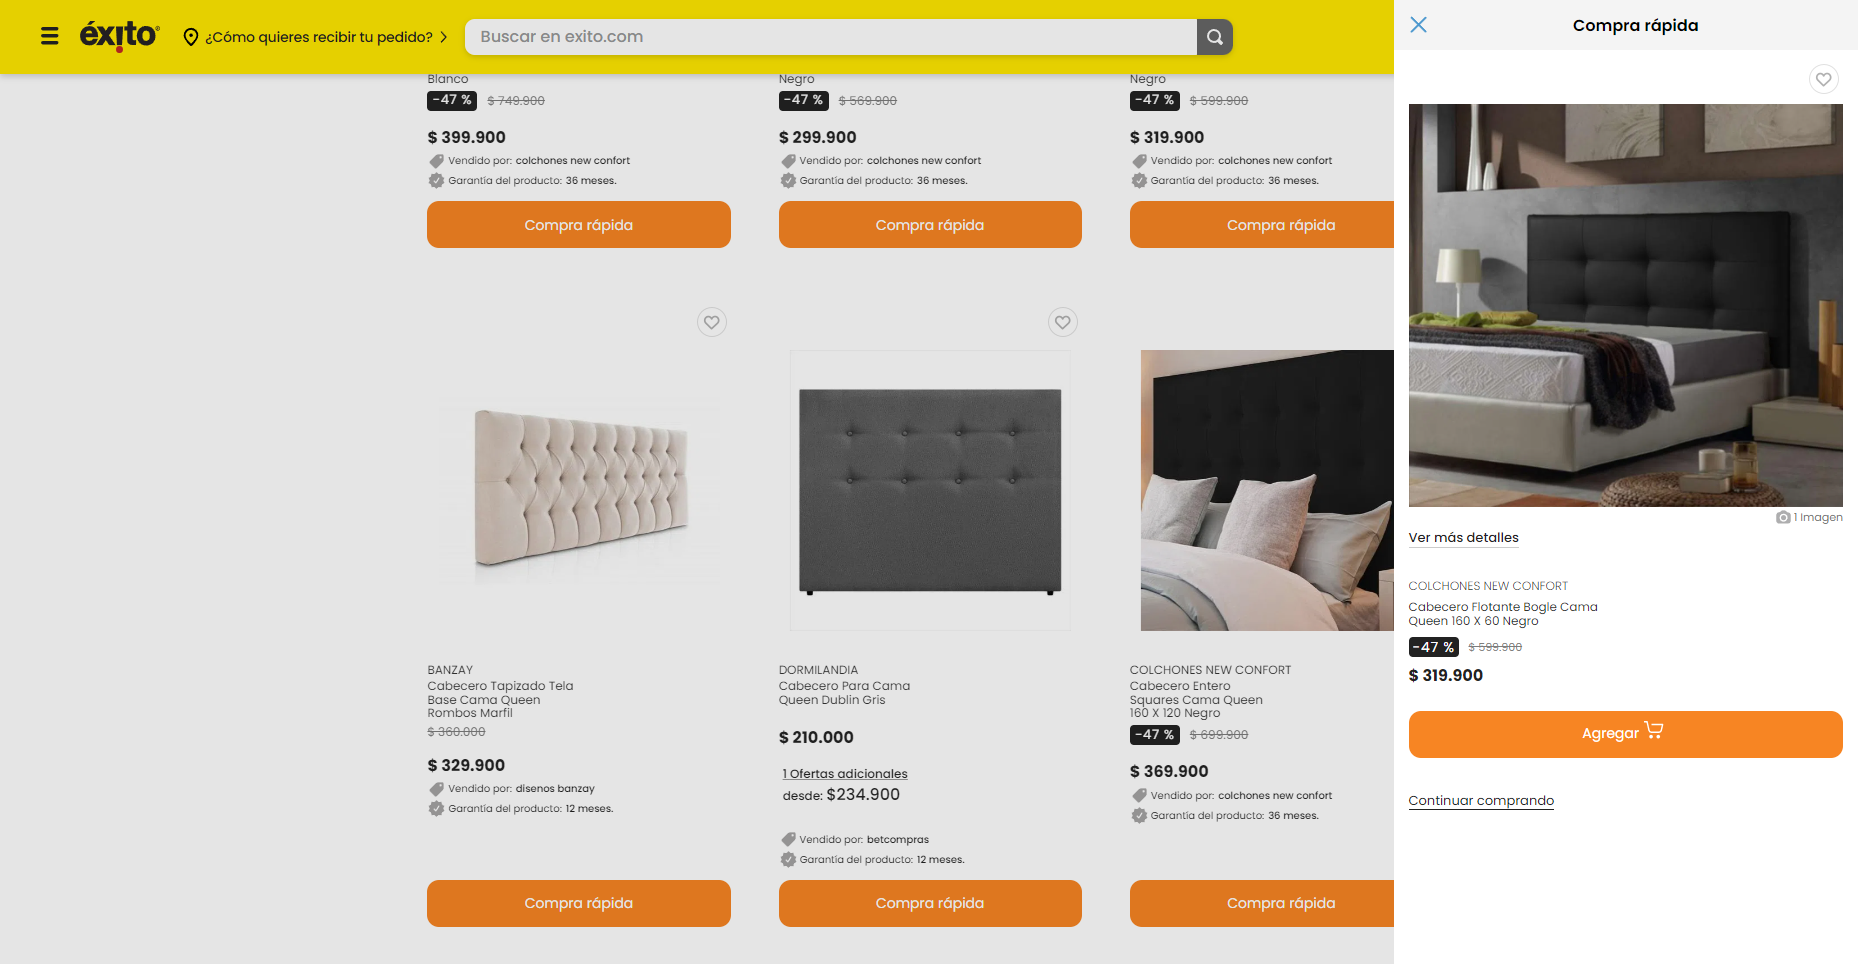 éxito
¿Cómo quieres recibir tu pedido?
Buscar en exito.com
Blanco
-47 % $ 749.900
$ 399.900
Vendido por: colchones new confort
Garantía del producto: 36 meses.
Compra rápida
Negro
-47 % $ 569.900
$ 299.900
Vendido por: colchones new confort
Garantía del producto: 36 meses.
Compra rápida
Negro
-47 % $ 599.900
$ 319.900
Vendido por: colchones new confort
Garantía del producto: 36 meses.
Compra rápida
BANZAY
Cabecero Tapizado Tela
Base Cama Queen
Rombos Marfil
$ 360.000
$ 329.900
Vendido por: disenos banzay
Garantía del producto: 12 meses.
Compra rápida
DORMILANDIA
Cabecero Para Cama
Queen Dublin Gris
$ 210.000
1 Ofertas adicionales
desde: $234.900
Vendido por: betcompras
Garantía del producto: 12 meses.
Compra rápida
COLCHONES NEW CONFORT
Cabecero Entero
Squares Cama Queen
160 X 120 Negro
-47 % $ 699.900
$ 369.900
Vendido por: colchones new confort
Garantía del producto: 36 meses.
Compra rápida
Compra rápida
1 Imagen
Ver más detalles
COLCHONES NEW CONFORT
Cabecero Flotante Bogle Cama
Queen 160 X 60 Negro
-47 % $ 599.900
$ 319.900
Agregar
Continuar comprando